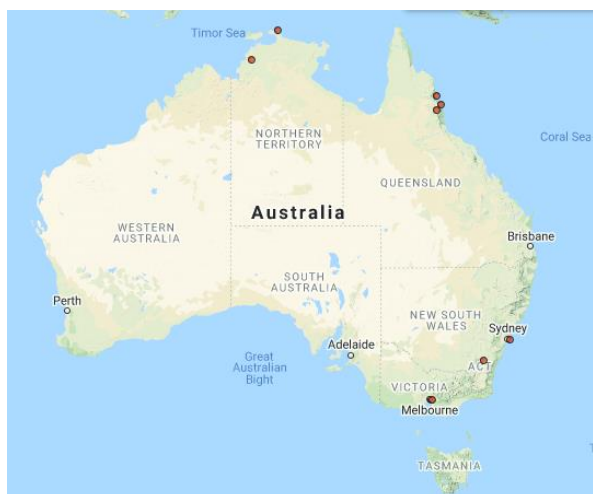 Timor Sea
NORTHERN
TERRITORY
Coral Sea
QUEENSLAND
Australia
WESTERN
AUSTRALIA
Brisbane
SOUTH
AUSTRALIA
Perth
NEW SOUTH
WALES
Sydney
Adelaide
Great
Australian
Bight
ACT
VICTORIA
Melbourne
TASMANIA